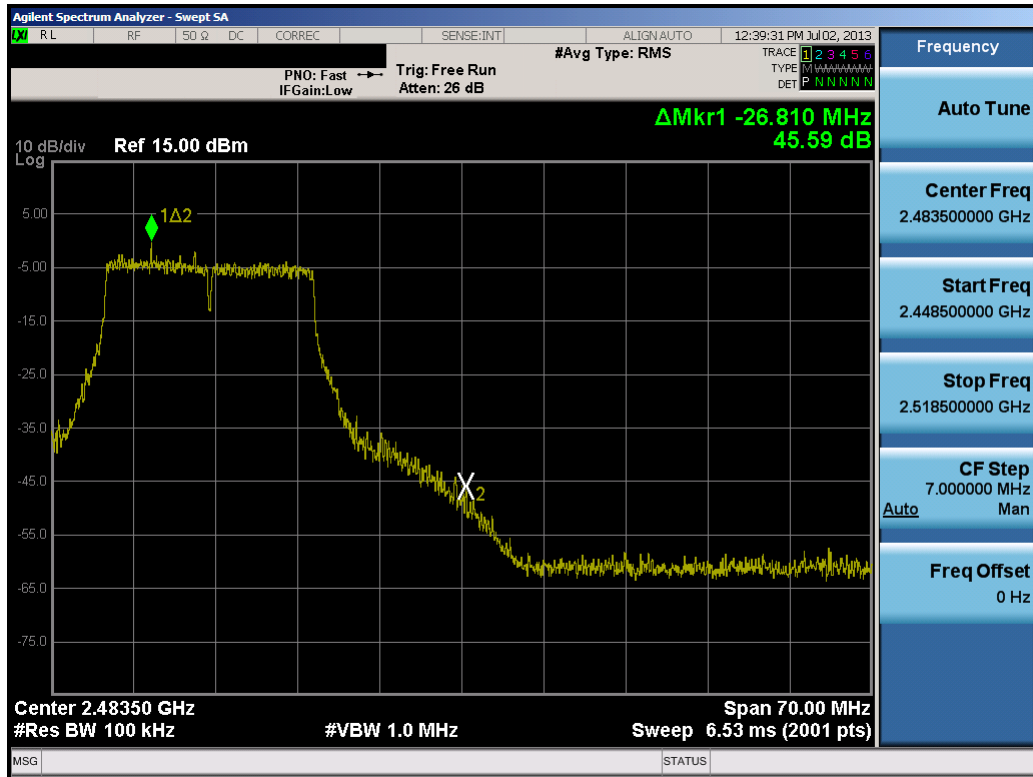 Agilent Spectrum Analyzer - Swept SA
LXI RL RF 50 Ω DC CORREC SENSE:INT ALIGN AUTO 12:39:31 PM Jul 02, 2013
Frequency
#Avg Type: RMS
TRACE 1 2 3 4 5 6
PNO: Fast Trig: Free Run
TYPE M W W W W W
IFGain:Low Atten: 26 dB
DET P N N N N N
Auto Tune
ΔMkr1 -26.810 MHz
45.59 dB
10 dB/div Ref 15.00 dBm
Log
Center Freq
2.483500000 GHz
5.00
1Δ2
-5.00
Start Freq
2.448500000 GHz
-15.0
-25.0
Stop Freq
2.518500000 GHz
-35.0
CF Step
7.000000 MHz
Auto Man
-45.0
X2
-55.0
Freq Offset
0 Hz
-65.0
-75.0
Center 2.48350 GHz Span 70.00 MHz
#Res BW 100 kHz #VBW 1.0 MHz Sweep 6.53 ms (2001 pts)
MSG STATUS